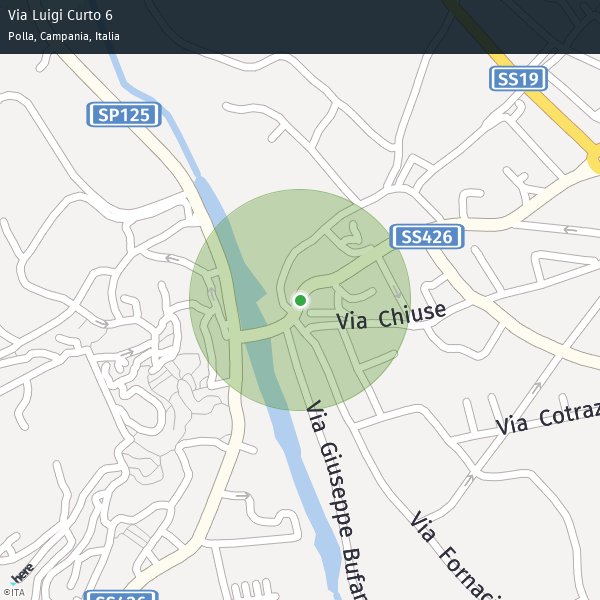 Via Luigi Curto 6
Polla, Campania, Italia
SS19
SP125
SS426
Via Chiuse
Via Cotraz
Via Giuseppe Bufan
Via Fornaci
here
©ITA
SS426